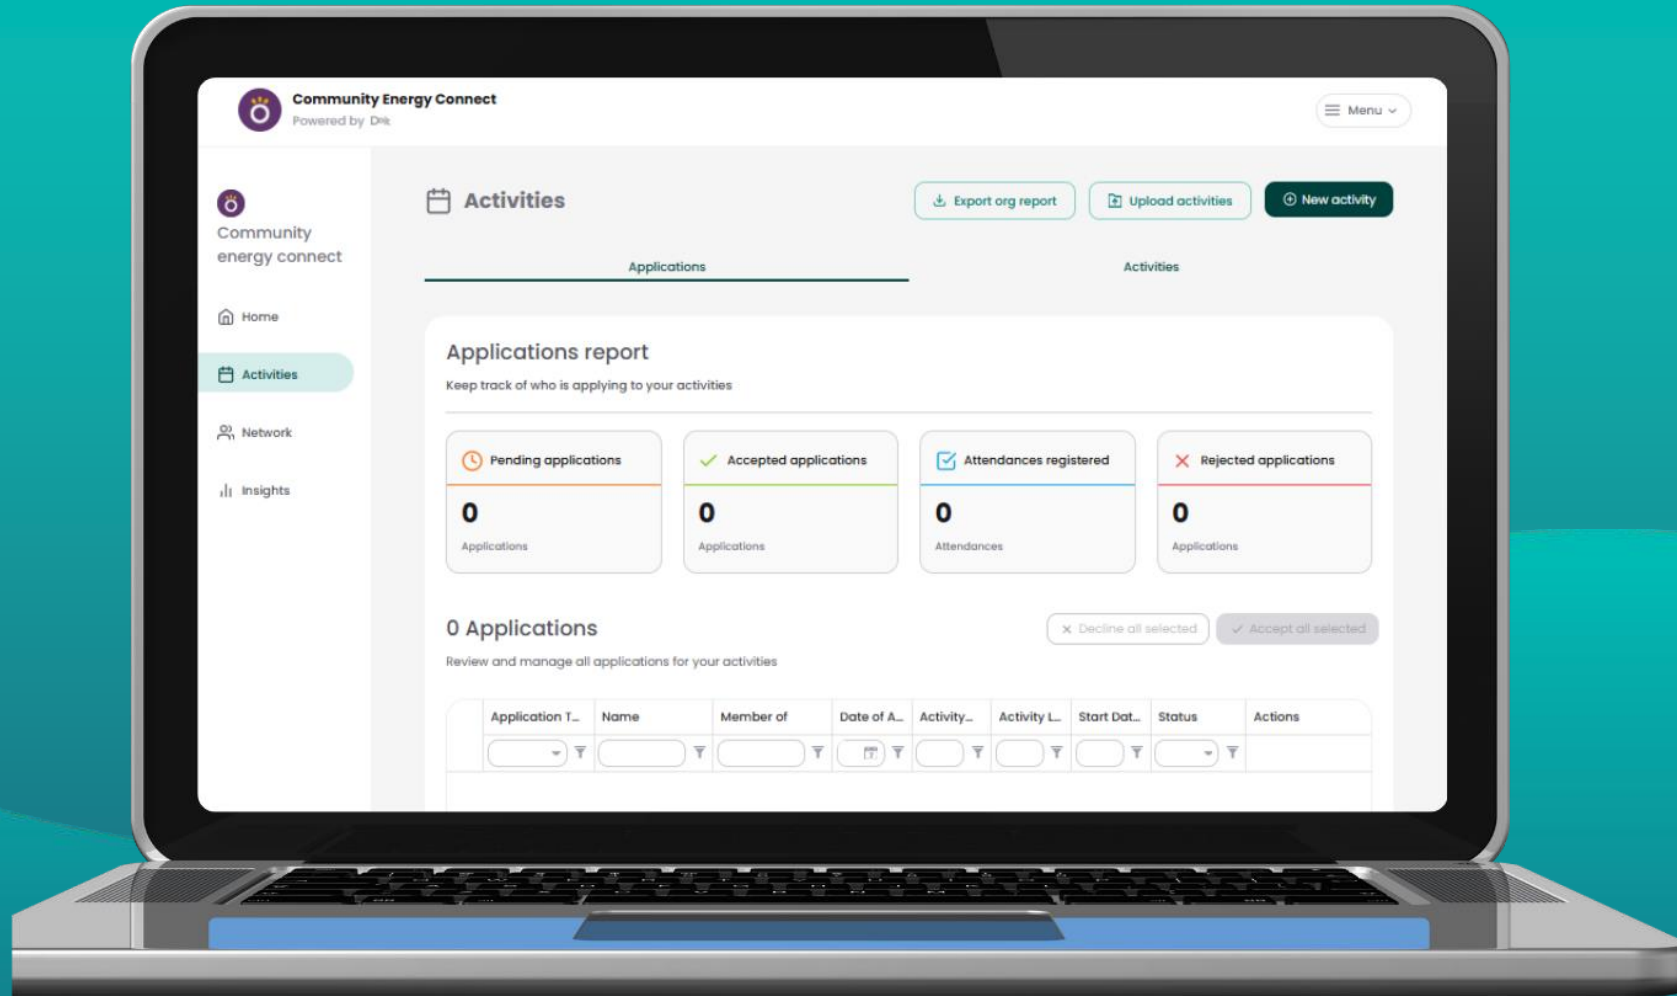 Community Energy Connect
Powered by
Menu
Community
energy connect
Home
Activities
Network
Insights
Activities
Export org report
Upload activities
New activity
Applications
Activities
Applications report
Keep track of who is applying to your activities
Pending applications
Accepted applications
Attendances registered
Rejected applications
0
0
0
0
Applications
Applications
Attendances
Applications
0 Applications
Decline all selected
Accept all selected
Review and manage all applications for your activities
Application T...
Name
Member of
Date of A...
Activity...
Activity L...
Start Dat...
Status
Actions